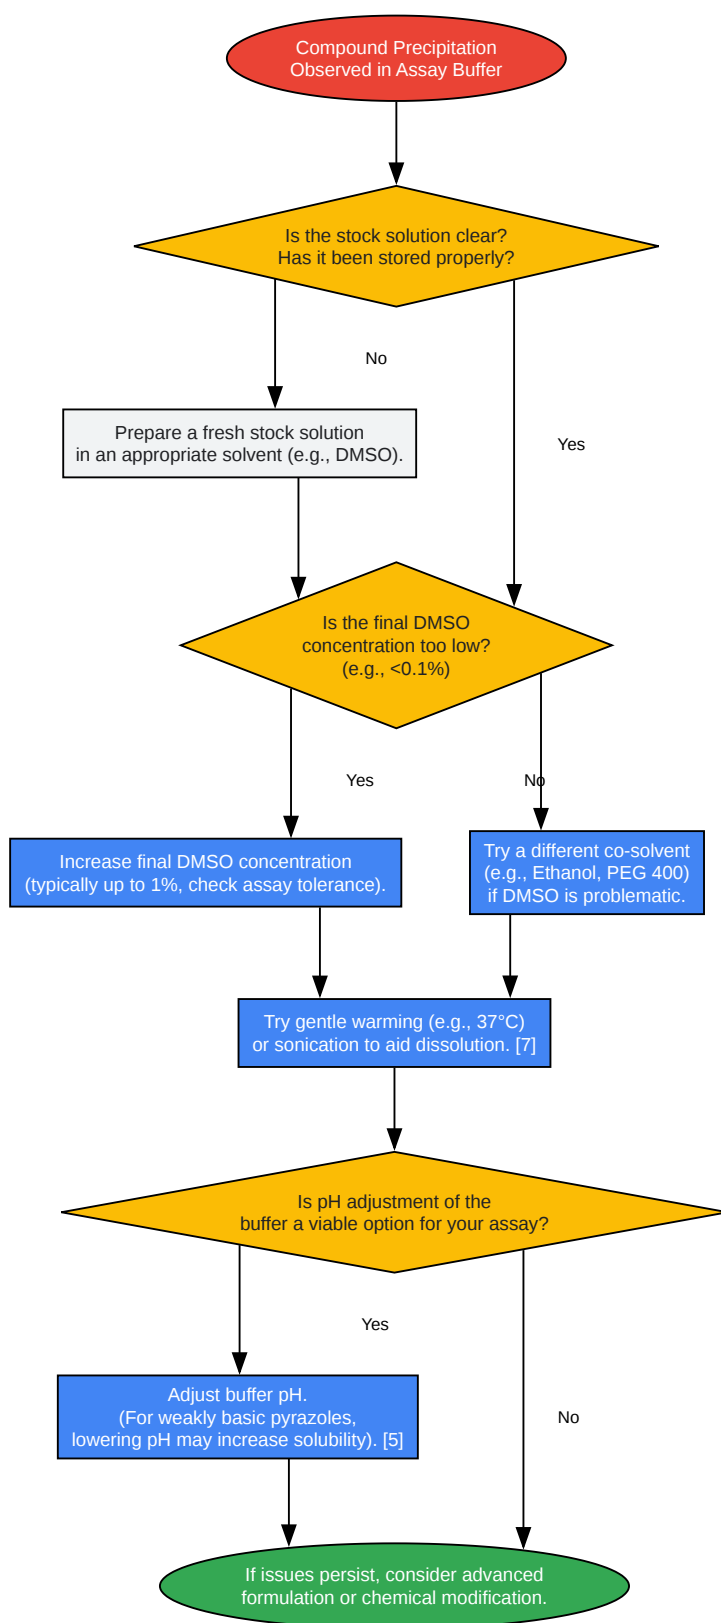 Compound Precipitation
Observed in Assay Buffer
Is the stock solution clear?
Has it been stored properly?
No
Prepare a fresh stock solution
in an appropriate solvent (e.g., DMSO).
Yes
Is the final DMSO
concentration too low?
(e.g., <0.1%)
Yes
No
Increase final DMSO concentration
(typically up to 1%, check assay tolerance).
Try a different co-solvent
(e.g., Ethanol, PEG 400)
if DMSO is problematic.
Try gentle warming (e.g., 37°C)
or sonication to aid dissolution. [7]
Is pH adjustment of the
buffer a viable option for your assay?
Yes
Adjust buffer pH.
(For weakly basic pyrazoles,
lowering pH may increase solubility). [5]
No
If issues persist, consider advanced
formulation or chemical modification.